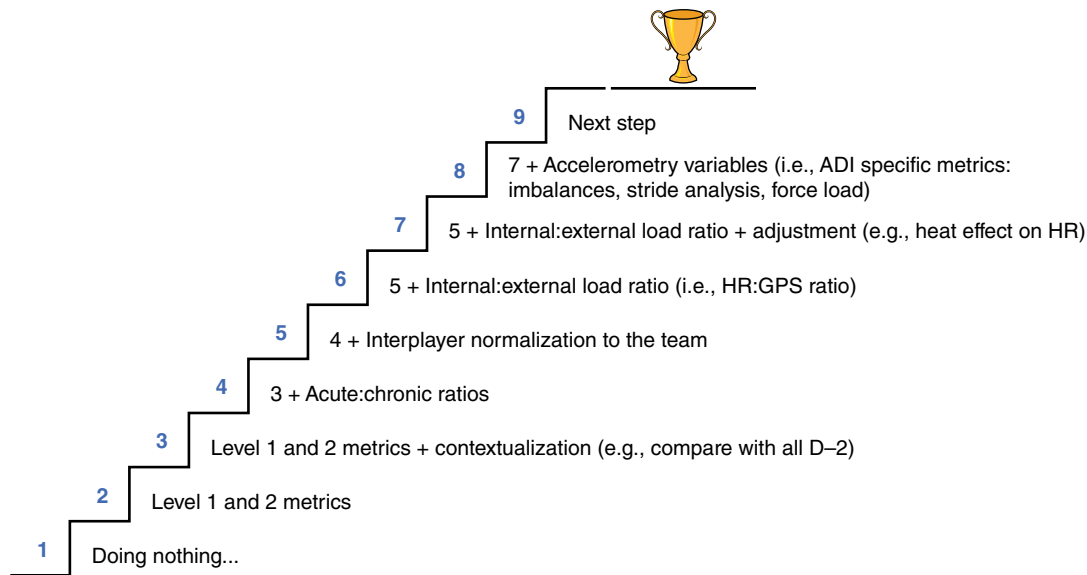 9
Next step
8
7 + Accelerometry variables (i.e., ADI specific metrics:
imbalances, stride analysis, force load)
7
5 + Internal:external load ratio + adjustment (e.g., heat effect on HR)
6
5 + Internal:external load ratio (i.e., HR:GPS ratio)
5
4 + Interplayer normalization to the team
4
3 + Acute:chronic ratios
3
Level 1 and 2 metrics + contextualization (e.g., compare with all D–2)
2
Level 1 and 2 metrics
1
Doing nothing...